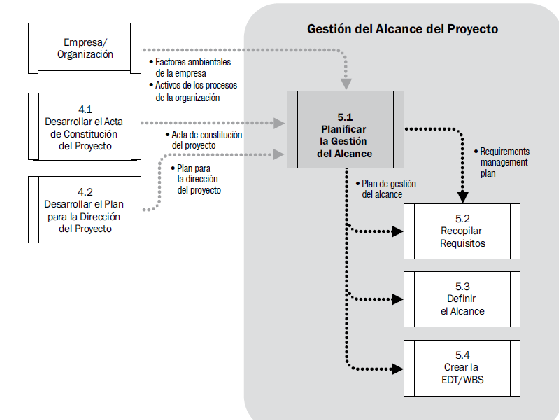 Gestión del Alcance del Proyecto
Empresa/
Organización
• Factores ambientales
de la empresa
• Activos de los procesos
de la organización
4.1
Desarrollar el Acta
de Constitución
del Proyecto
• Acta de constitución
del proyecto
4.2
Desarrollar el Plan
para la Dirección
del Proyecto
• Plan para
la dirección
del proyecto
5.1
Planificar
la Gestión
del Alcance
• Requirements
management
plan
• Plan de gestión
del alcance
5.2
Recopilar
Requisitos
5.3
Definir
el Alcance
5.4
Crear la
EDT/WBS